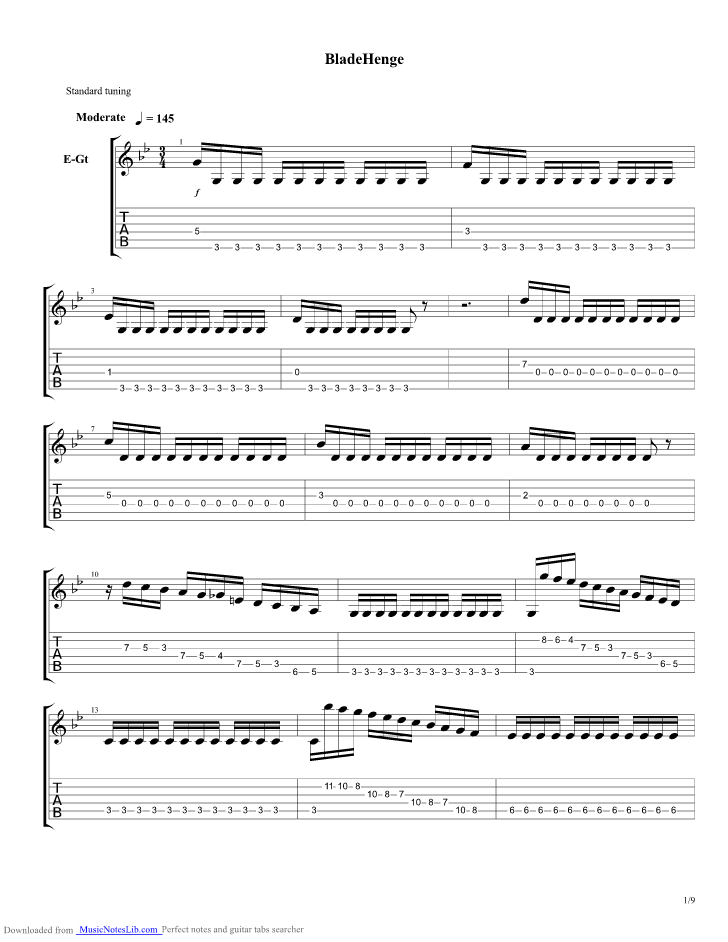 BladeHenge
Standard tuning
Moderate = 145
E-Gt
1
3
4
f
T
A
B
5 3 3 3 3 3 3 3 3 3 3 3 3 3 3 3 3 3 3 3 3 3 3 3
3
T
A
B
1 3 3 3 3 3 3 3 3 3 3 3 0 3 3 3 3 3 3 3 3 7 0 0 0 0 0 0 0 0 0 0 0
7
T
A
B
5 0 0 0 0 0 0 0 0 0 0 0 3 0 0 0 0 0 0 0 0 0 0 0 2 0 0 0 0 0 0 0 0
10
T
A
B
7 5 3 7 5 4 7 5 3 6 5 3 3 3 3 3 3 3 3 3 3 3 3 3 8 6 4 7 5 3 7 5 3 6 5
13
T
A
B
3 3 3 3 3 3 3 3 3 3 3 3 3 11 10 8 10 8 7 10 8 7 10 8 6 6 6 6 6 6 6 6 6 6 6 6
1/9
Downloaded from MusicNotesLib.com Perfect notes and guitar tabs searcher